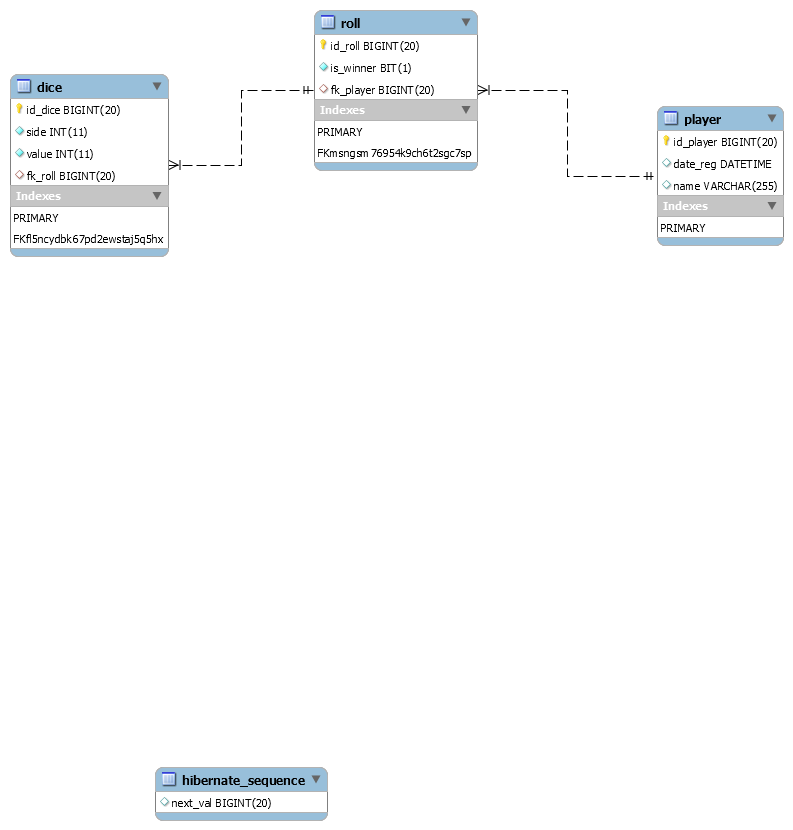 roll
id_roll BIGINT(20)
is_winner BIT(1)
fk_player BIGINT(20)
Indexes
PRIMARY
FKmsngsm76954k9ch6t2sgc7sp
dice
id_dice BIGINT(20)
side INT(11)
value INT(11)
fk_roll BIGINT(20)
Indexes
PRIMARY
FKfl5ncydbk67pd2ewstaj5q5hx
player
id_player BIGINT(20)
date_reg DATETIME
name VARCHAR(255)
Indexes
PRIMARY
hibernate_sequence
next_val BIGINT(20)